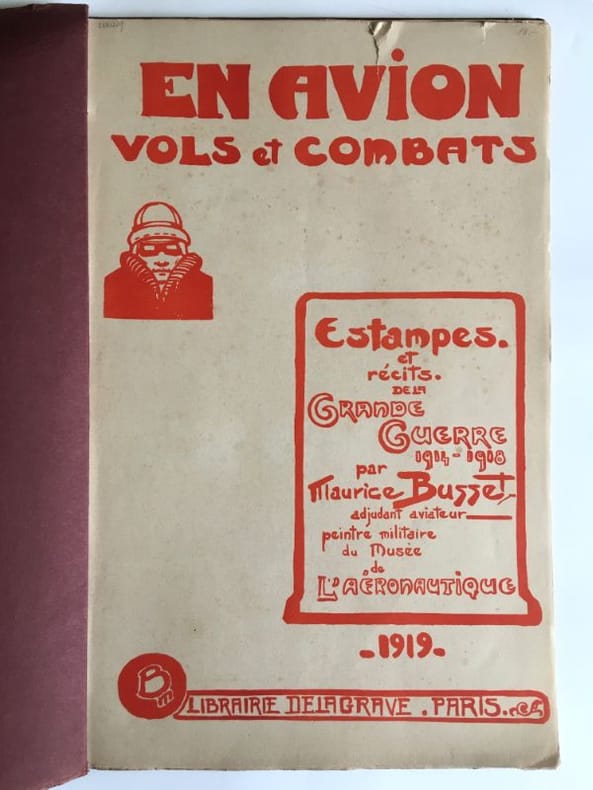 EN AVION
VOLS et COMBATS
Estampes.
et
récits.
DE LA
GRANDE
GUERRE
1914-1918
par
Maurice Busset
adjudant aviateur
peintre militaire
du Musée
de
L'AÉRONAUTIQUE
-1919-
Bm
LIBRAIRIE DELAGRAVE . PARIS.